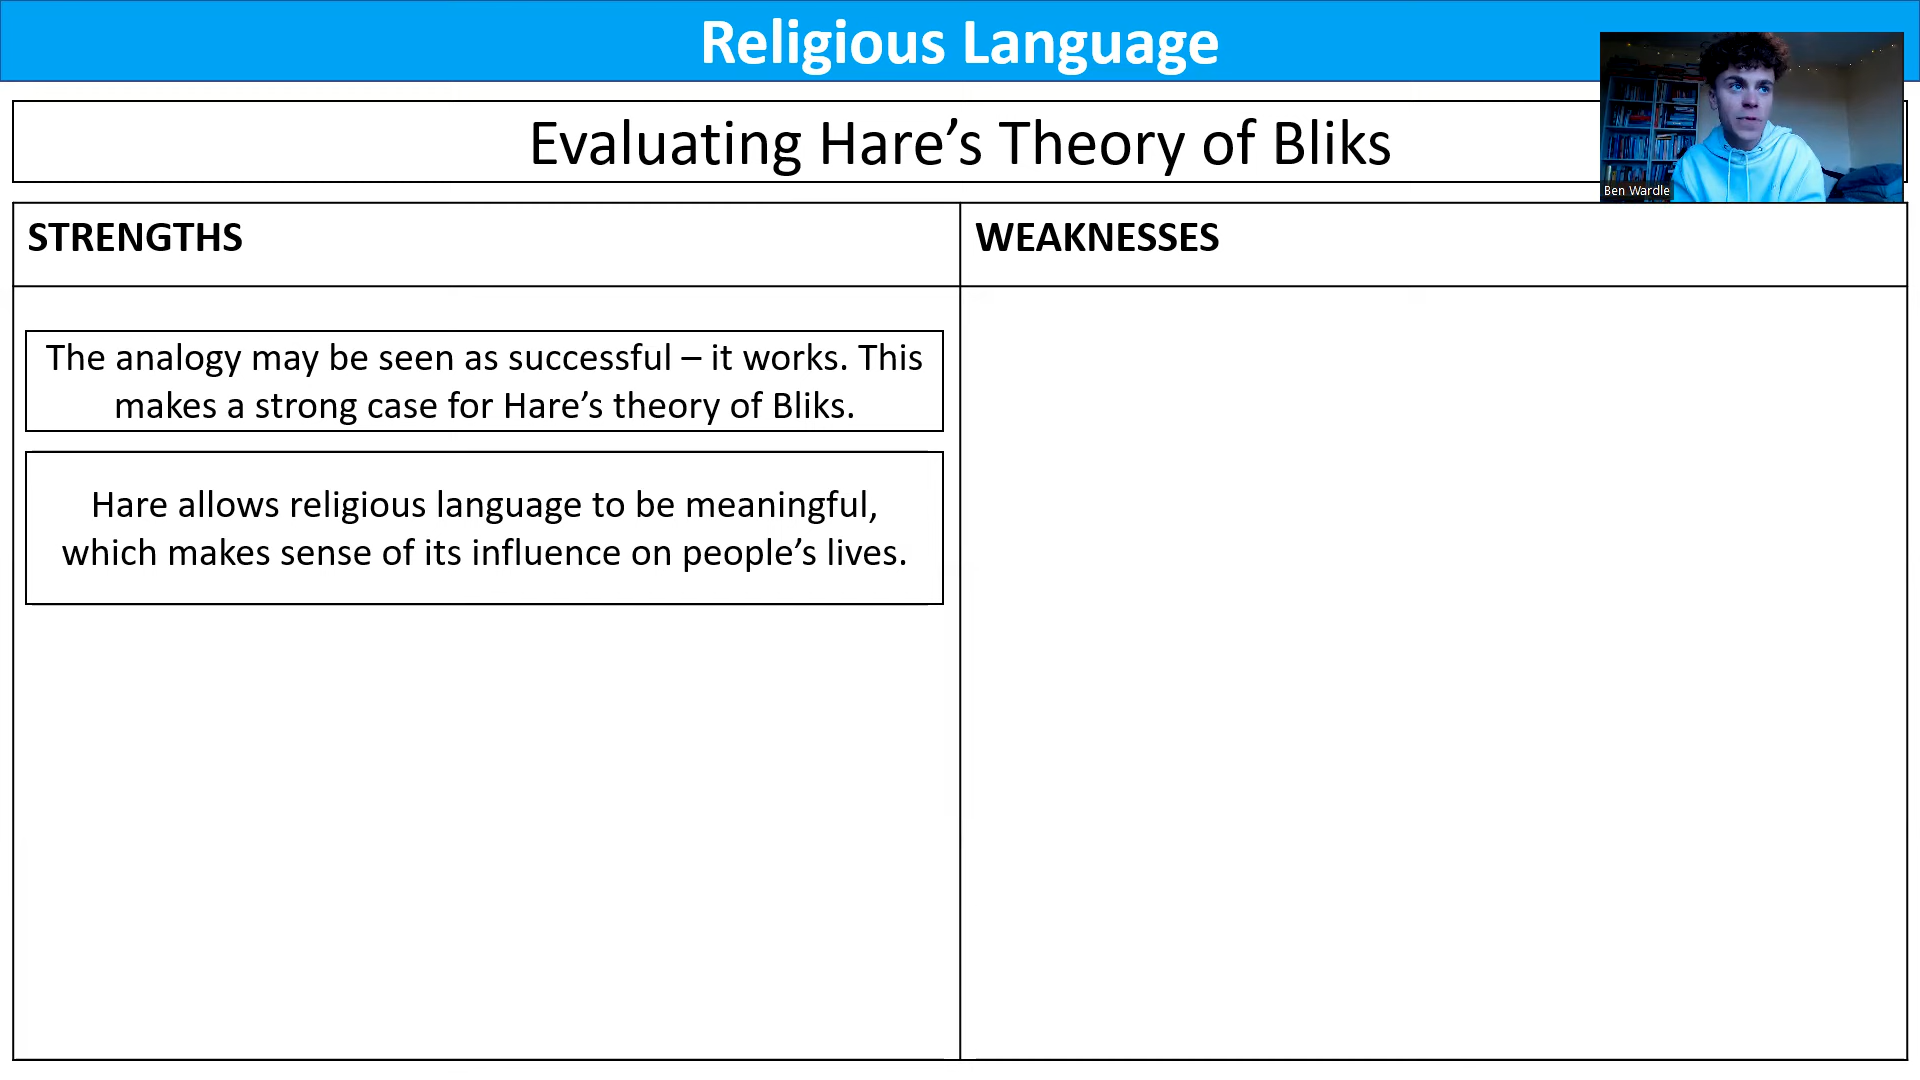 Religious Language
Evaluating Hare’s Theory of Bliks
Ben Wardle
STRENGTHS
WEAKNESSES
The analogy may be seen as successful – it works. This
makes a strong case for Hare’s theory of Bliks.
Hare allows religious language to be meaningful,
which makes sense of its influence on people’s lives.